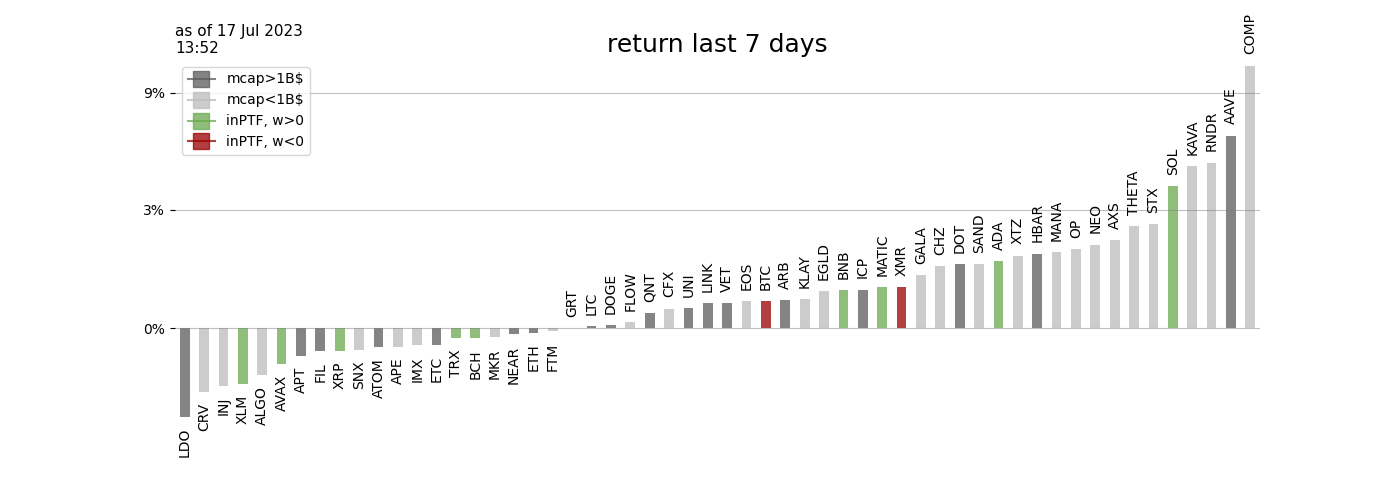 as of 17 Jul 2023
13:52
return last 7 days
mcap>1B$
mcap<1B$
inPTF, w>0
inPTF, w<0
9%
3%
0%
LDO
CRV
INJ
XLM
ALGO
AVAX
APT
FIL
XRP
SNX
ATOM
APE
IMX
ETC
TRX
BCH
MKR
NEAR
ETH
FTM
GRT
LTC
DOGE
FLOW
QNT
CFX
UNI
LINK
VET
EOS
BTC
ARB
KLAY
EGLD
BNB
ICP
MATIC
XMR
GALA
CHZ
DOT
SAND
ADA
XTZ
HBAR
MANA
OP
NEO
AXS
THETA
STX
SOL
KAVA
RNDR
AAVE
COMP